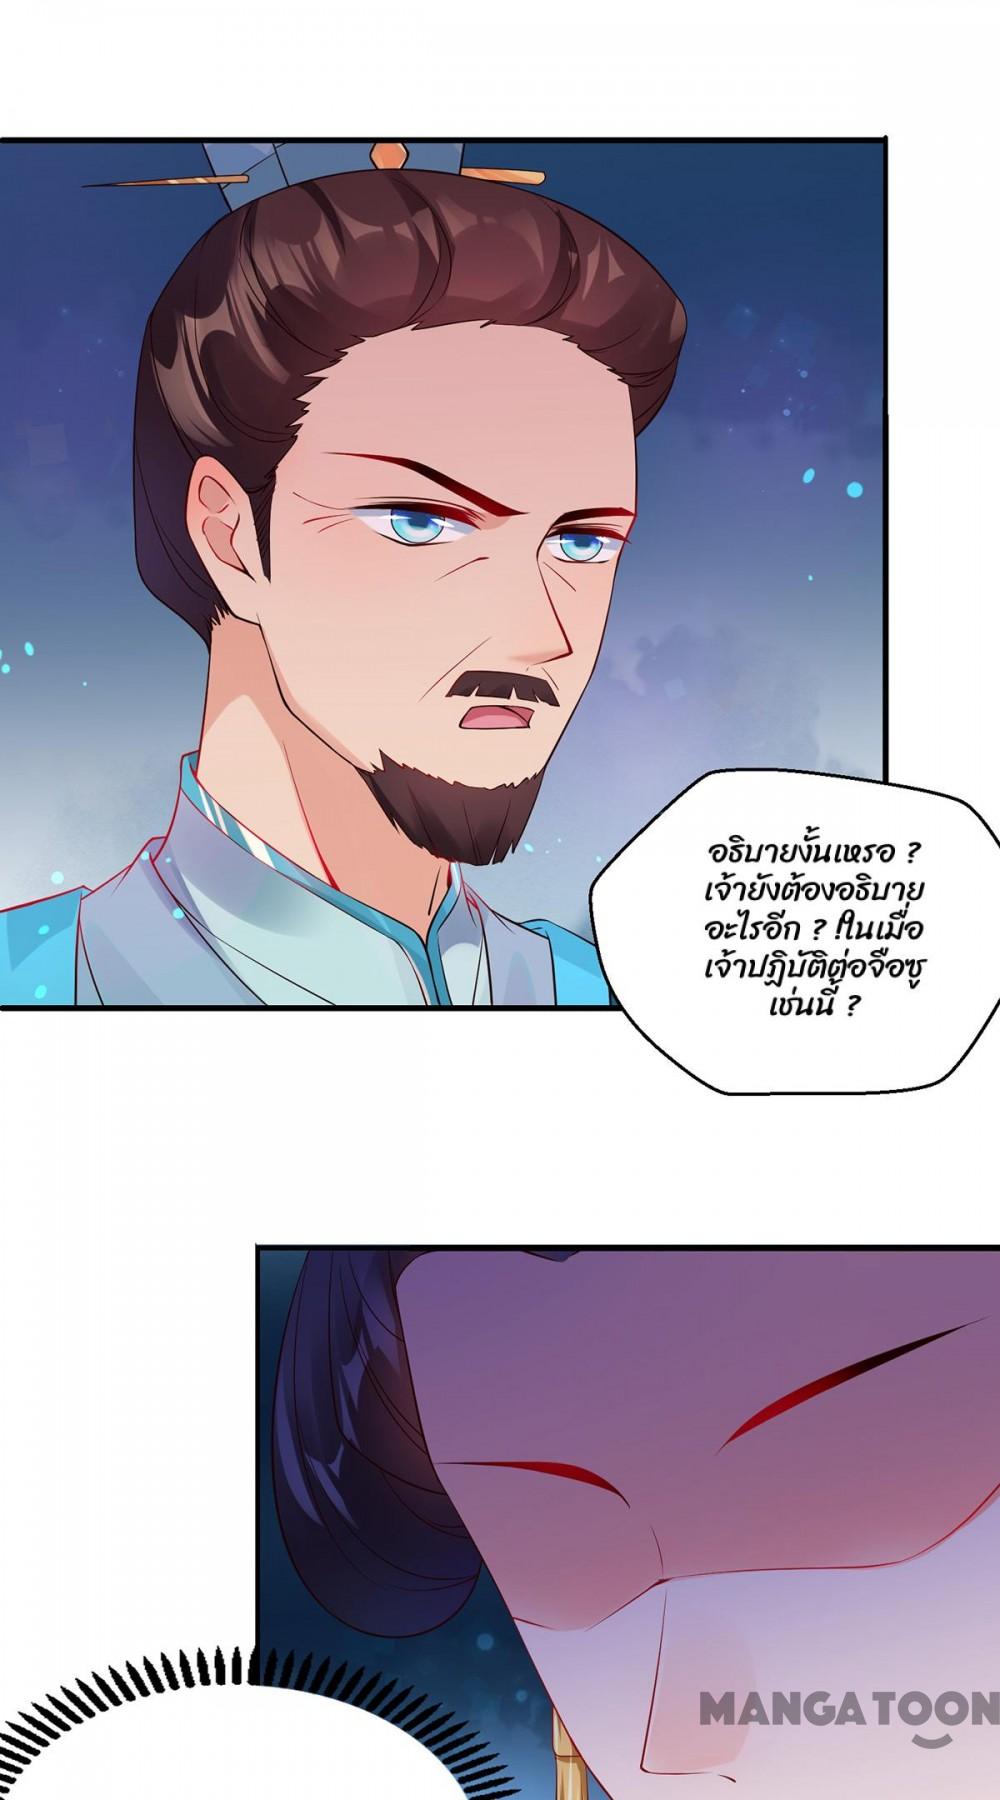 อธิบายงั้นเหรอ ?
เจ้ายังต้องอธิบาย
อะไรอีก ? ในเมื่อ
เจ้าปฏิบัติต่อจือซู
เช่นนี้ ?
MANGATOON